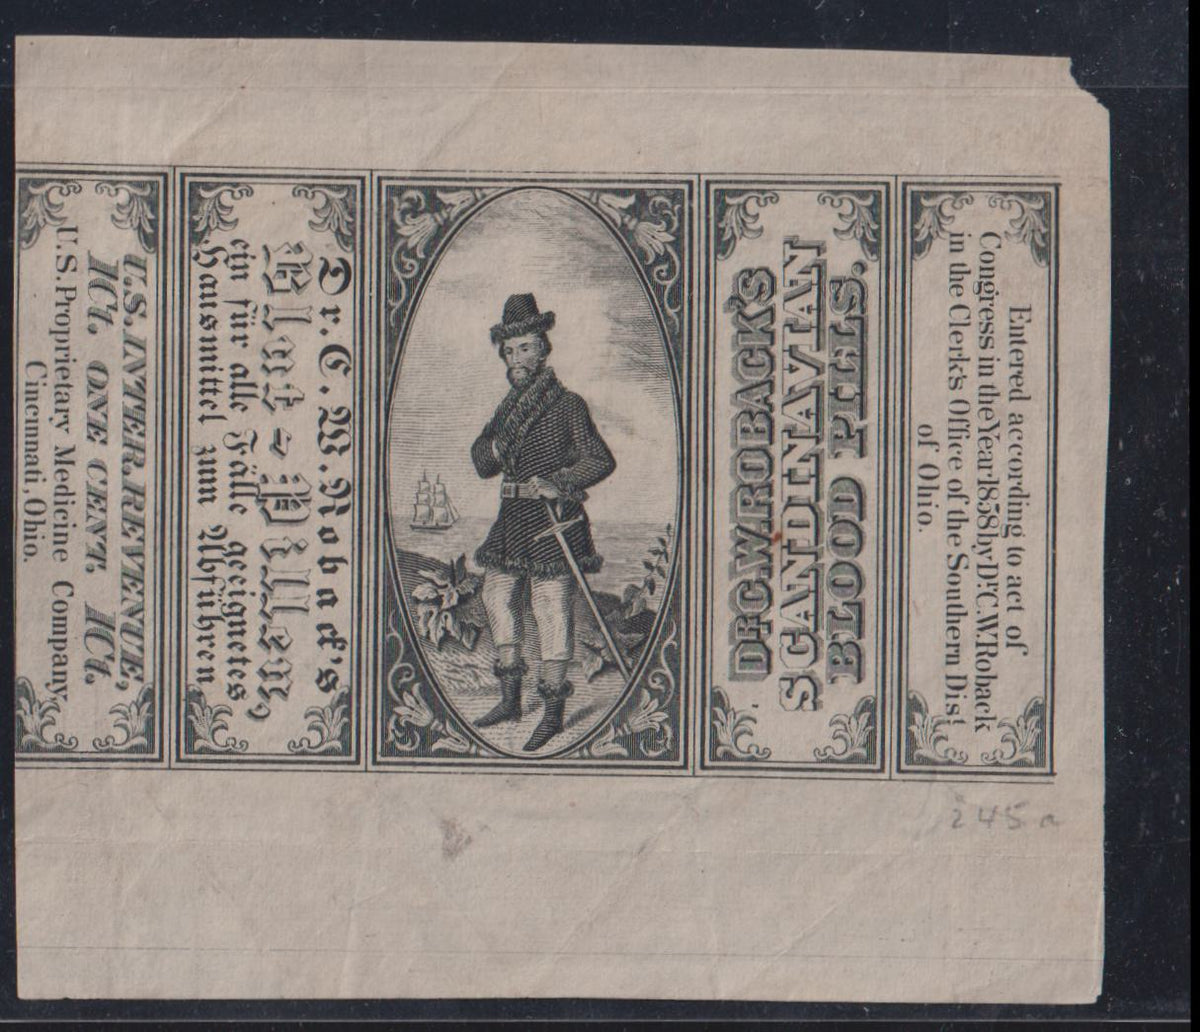 U.S. INTER. REVENUE,
1Ct. ONE CENT. 1Ct.
U.S. Proprietary Medicine Company,
Cincinnati, Ohio.
Dr. C. W. Roback's
Blut-Pillen,
ein für alle Fälle geeignetes
Hausmittel zum Abführen
DR. C.W. ROBACK'S
SCANDINAVIAN
BLOOD PILLS.
Entered according to act of
Congress in the Year 1858 by Dr. C.W. Roback
in the Clerk's Office of the Southern Dist
of Ohio.
245a